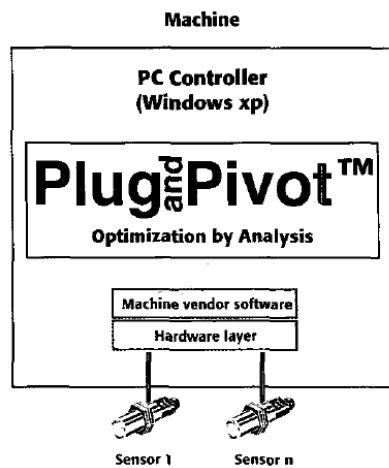 Machine
PC Controller
(Windows xp)
Plug and Pivot™
Optimization by Analysis
Machine vendor software
Hardware layer
Sensor 1 Sensor n